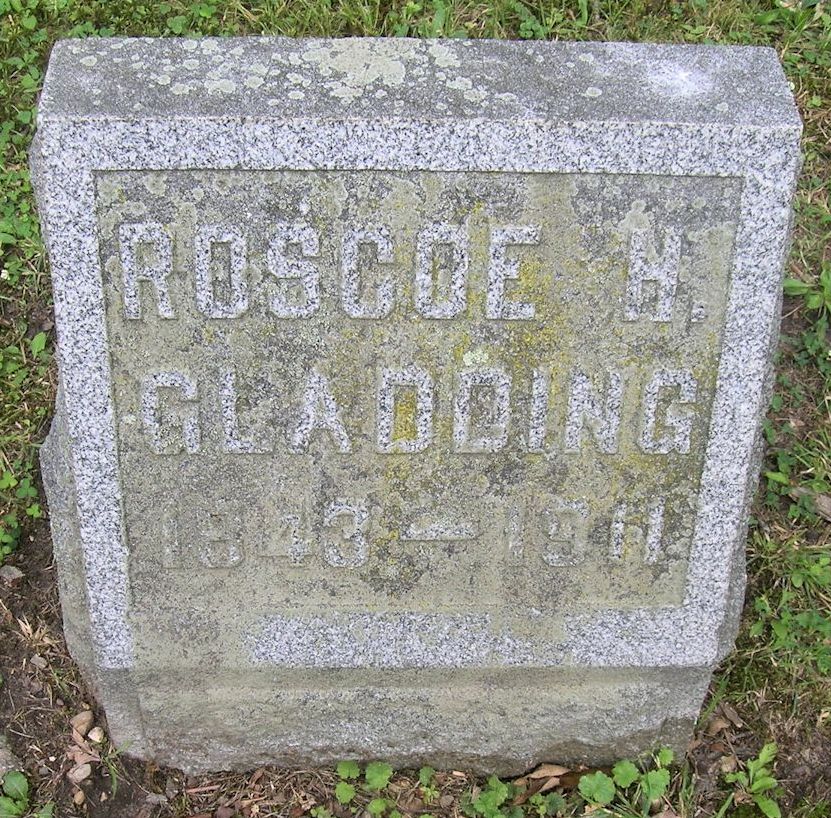 ROSCOE H.
GLADDING
1843 — 1911